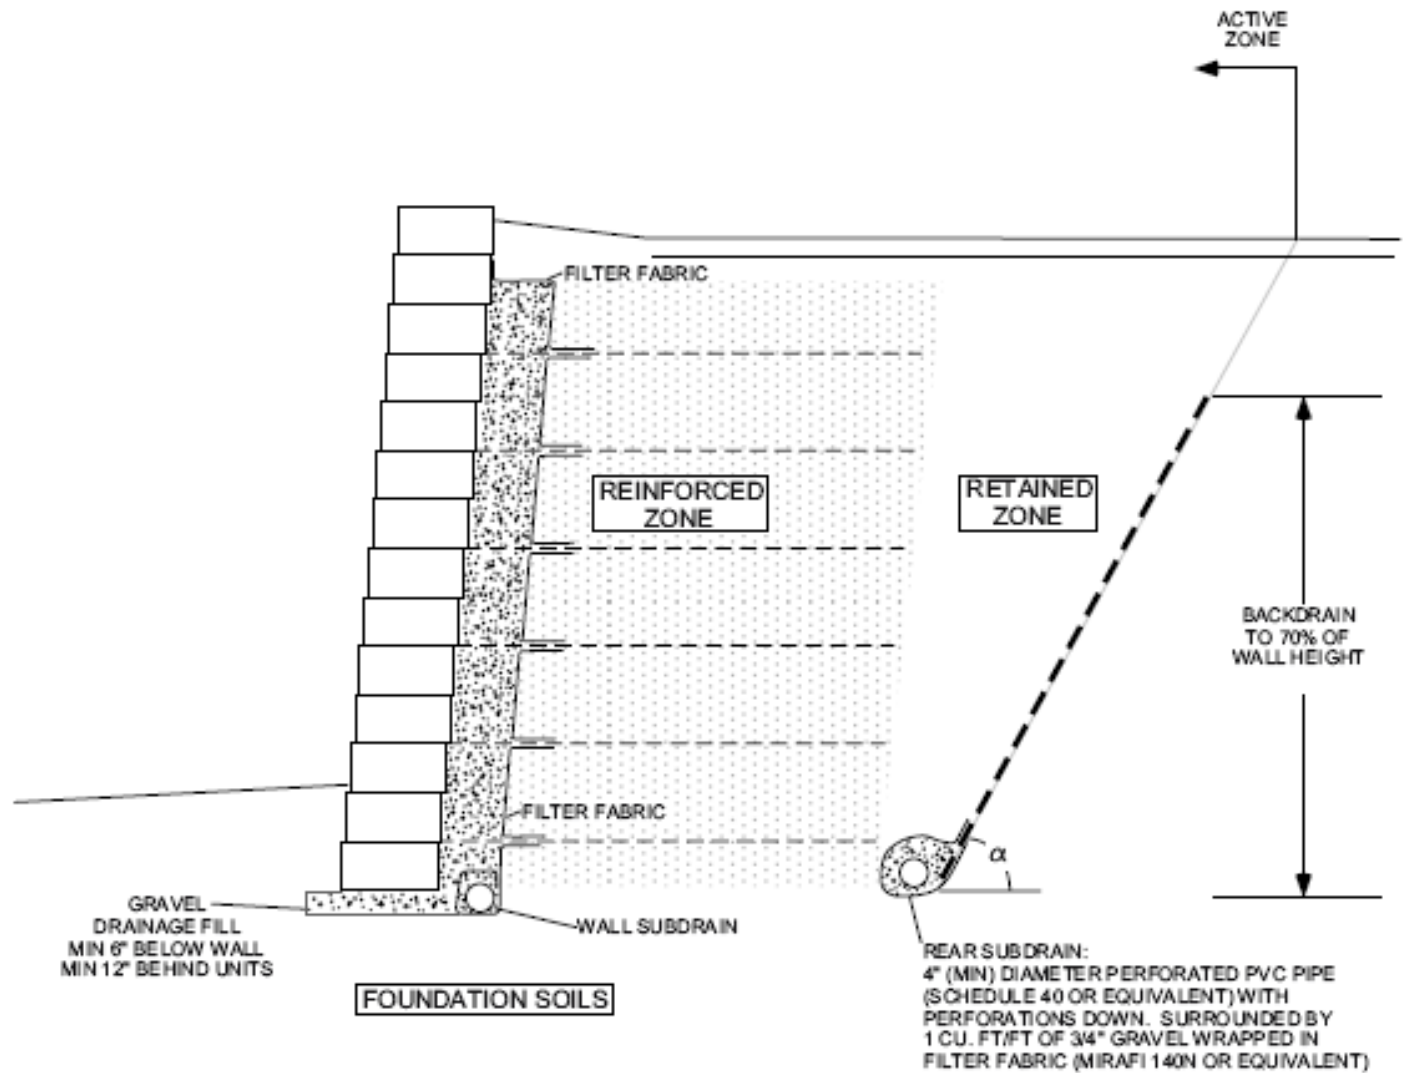 ACTIVE
ZONE
FILTER FABRIC
REINFORCED
ZONE
RETAINED
ZONE
BACKDRAIN
TO 70% OF
WALL HEIGHT
FILTER FABRIC
α
GRAVEL
DRAINAGE FILL
MIN 6" BELOW WALL
MIN 12" BEHIND UNITS
WALL SUBDRAIN
FOUNDATION SOILS
REAR SUBDRAIN:
4" (MIN) DIAMETER PERFORATED PVC PIPE
(SCHEDULE 40 OR EQUIVALENT) WITH
PERFORATIONS DOWN. SURROUNDED BY
1 CU. FT/FT OF 3/4" GRAVEL WRAPPED IN
FILTER FABRIC (MIRAFI 140N OR EQUIVALENT)